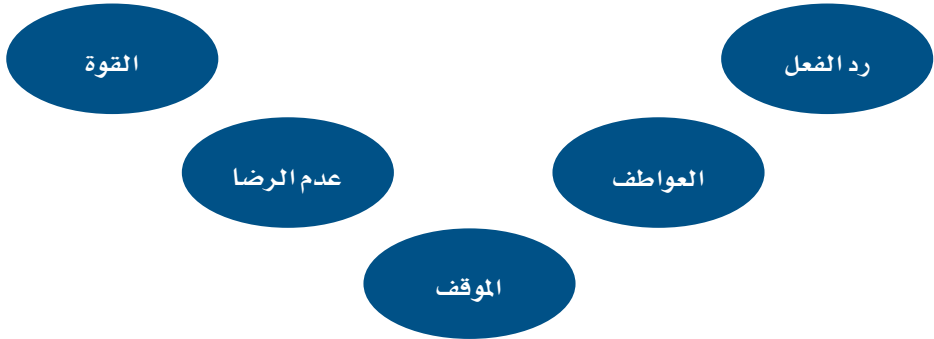 رد الفعل
القوة
العواطف
عدم الرضا
الموقف